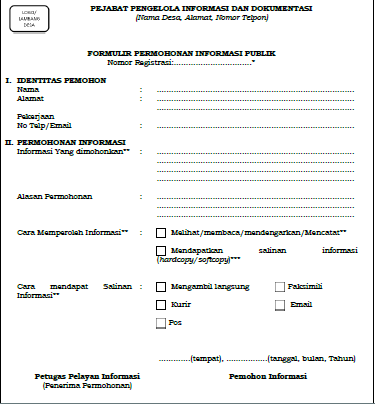 LOGO/
LAMBANG
DESA
PEJABAT PENGELOLA INFORMASI DAN DOKUMENTASI
(Nama Desa, Alamat, Nomor Telpon)
FORMULIR PERMOHONAN INFORMASI PUBLIK
Nomor Registrasi:................................*
I. IDENTITAS PEMOHON
Nama :
Alamat :
Pekerjaan
No Telp/Email :
II. PERMOHONAN INFORMASI
Informasi Yang dimohonkan** :
Alasan Permohonan :
Cara Memperoleh Informasi** : Melihat/membaca/mendengarkan/Mencatat**
Mendapatkan salinan informasi
(hardcopy/softcopy)***
Cara mendapat Salinan : Mengambil langsung Faksimili
Informasi**
Kurir Email
Pos
.............(tempat), .................(tanggal, bulan, Tahun)
Petugas Pelayan Informasi Pemohon Informasi
(Penerima Permohonan)